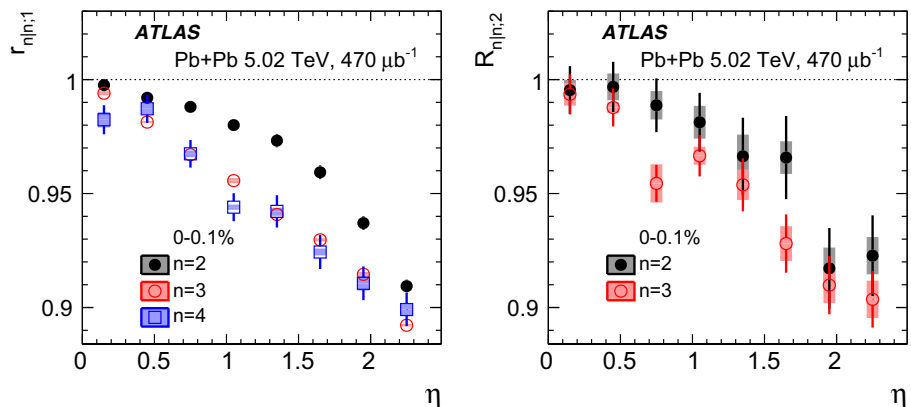 r_{n|n;1}
ATLAS
Pb+Pb 5.02 TeV, 470 μb⁻¹
1
0.95
0.9
0-0.1%
n=2
n=3
n=4
0 0.5 1 1.5 2
η
R_{n|n;2}
ATLAS
Pb+Pb 5.02 TeV, 470 μb⁻¹
1
0.95
0.9
0-0.1%
n=2
n=3
0 0.5 1 1.5 2
η